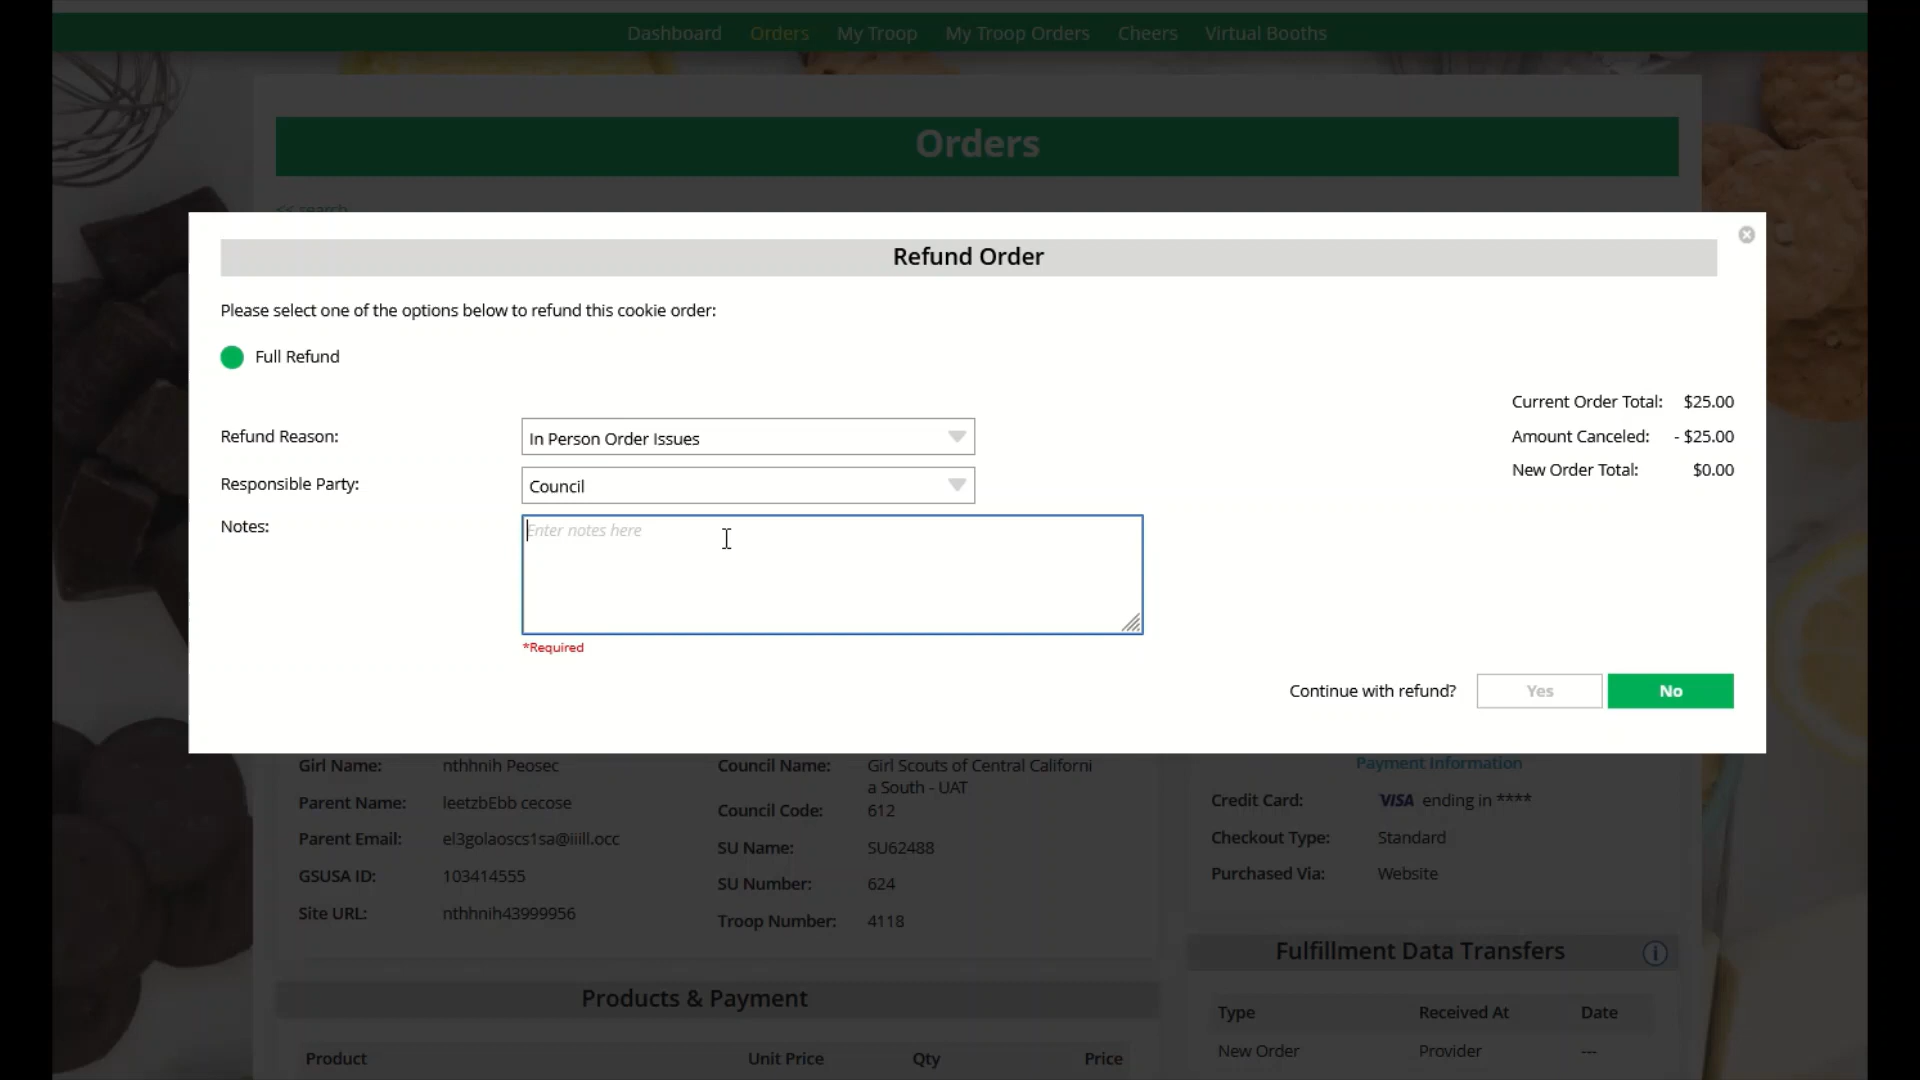 Dashboard Orders My Troop My Troop Orders Cheers Virtual Booths
Orders
<< search
Refund Order
Please select one of the options below to refund this cookie order:
Full Refund
Current Order Total: $25.00
Refund Reason: In Person Order Issues
Amount Canceled: - $25.00
New Order Total: $0.00
Responsible Party: Council
Notes: Enter notes here
*Required
Continue with refund? Yes No
Girl Name: nthhnih Peosec
Parent Name: leetzbEbb cecose
Parent Email: el3golaoscs1sa@iiill.occ
GSUSA ID: 103414555
Site URL: nthhnih43999956
Council Name: Girl Scouts of Central Californi
a South - UAT
Council Code: 612
SU Name: SU62488
SU Number: 624
Troop Number: 4118
Payment Information
Credit Card: VISA ending in ****
Checkout Type: Standard
Purchased Via: Website
Products & Payment
Product Unit Price Qty Price
Fulfillment Data Transfers
Type Received At Date
New Order Provider ---